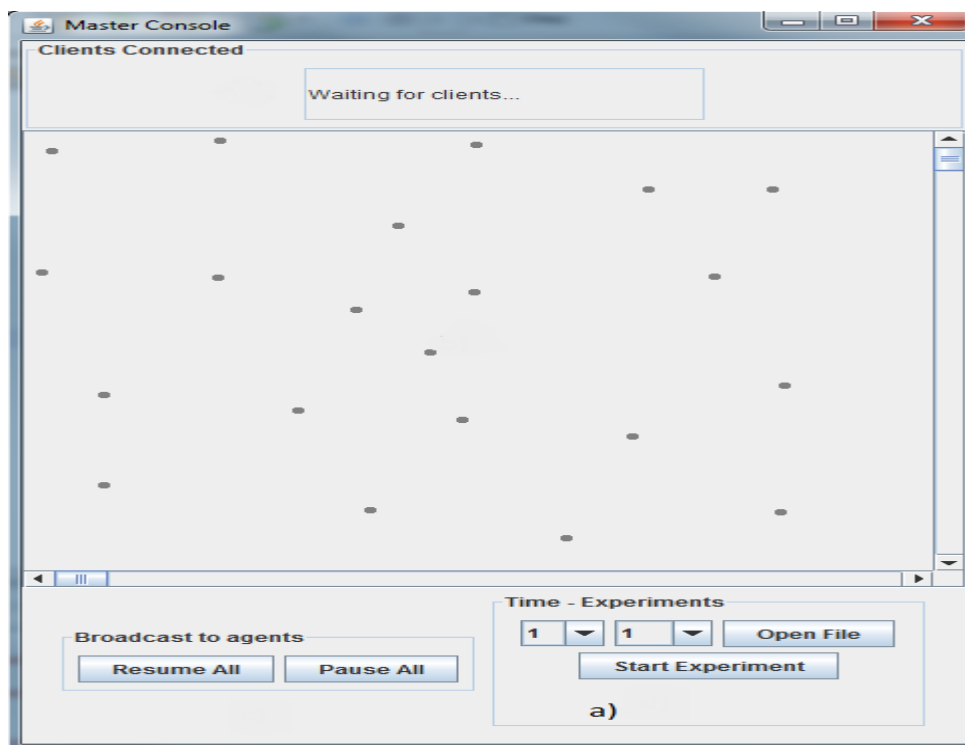 Master Console
Clients Connected
Waiting for clients...
Time - Experiments
1 1 Open File
Broadcast to agents
Resume All Pause All
Start Experiment
a)